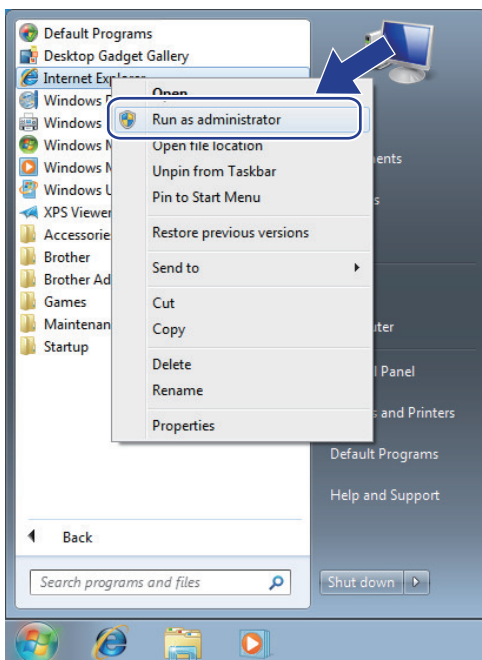 Default Programs
Desktop Gadget Gallery
Internet Explorer
Windows
Windows
Windows
Windows
Windows
XPS Viewer
Accessories
Brother
Brother Ad
Games
Maintenan
Startup
Back
Search programs and files
Open
Run as administrator
Open file location
Unpin from Taskbar
Pin to Start Menu
Restore previous versions
Send to
Cut
Copy
Delete
Rename
Properties
ents
s
uter
l Panel
s and Printers
Default Programs
Help and Support
Shut down